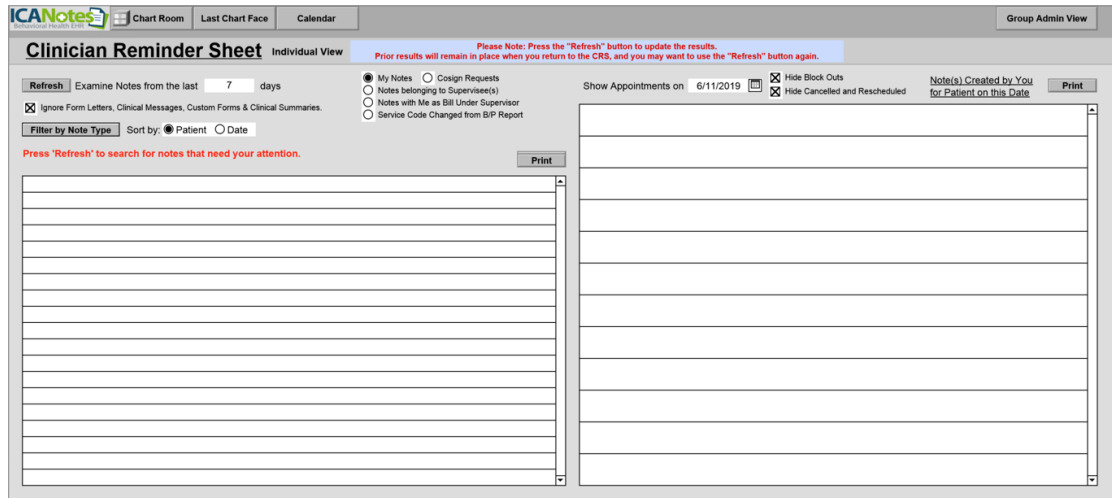 ICANotes
Behavioral Health EHR
Chart Room
Last Chart Face
Calendar
Group Admin View
Clinician Reminder Sheet Individual View
Please Note: Press the "Refresh" button to update the results.
Prior results will remain in place when you return to the CRS, and you may want to use the "Refresh" button again.
Refresh Examine Notes from the last 7 days
Ignore Form Letters, Clinical Messages, Custom Forms & Clinical Summaries.
Filter by Note Type Sort by: Patient Date
My Notes Cosign Requests
Notes belonging to Supervisee(s)
Notes with Me as Bill Under Supervisor
Service Code Changed from B/P Report
Press 'Refresh' to search for notes that need your attention.
Print
Show Appointments on 6/11/2019
Hide Block Outs
Hide Cancelled and Rescheduled
Note(s) Created by You
for Patient on this Date
Print